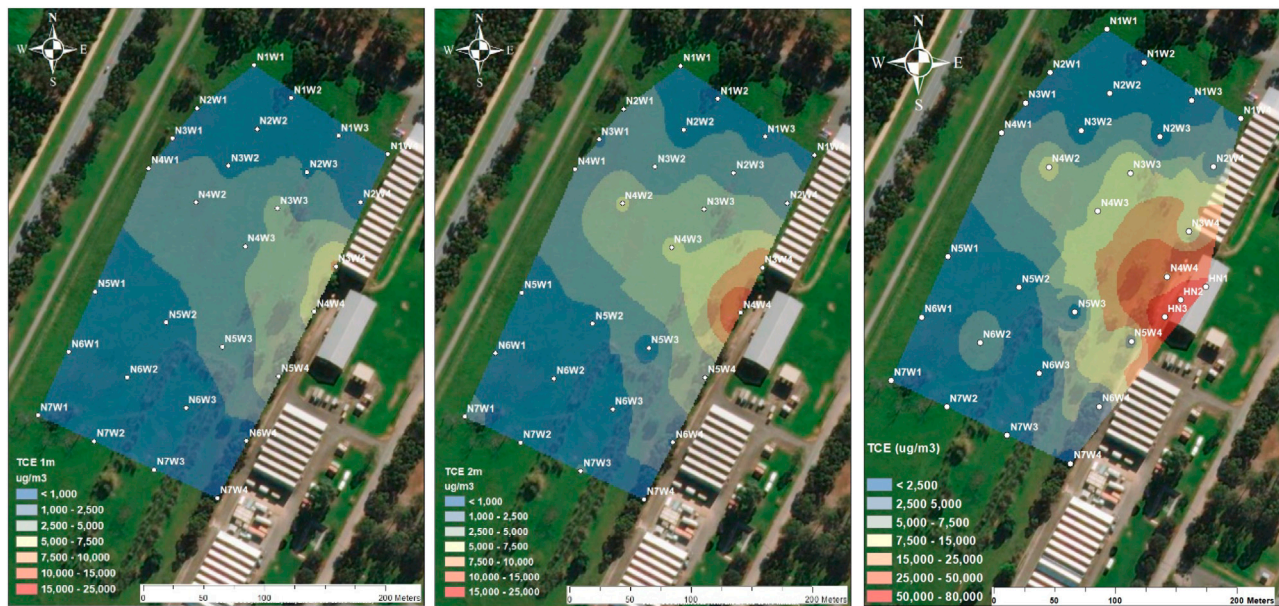 N
W E
S
N1W1
N1W2
N2W1
N2W2
N1W3
N3W1
N1W4
N3W2
N4W1
N2W3
N4W2
N2W4
N3W3
N4W3
N3W4
N5W1
N4W4
N5W2
N5W3
N6W1
N6W2
N5W4
N6W3
N7W1
N7W2
N6W4
N7W3
N7W4
TCE 1m
ug/m3
< 1,000
1,000 - 2,500
2,500 - 5,000
5,000 - 7,500
7,500 - 10,000
10,000 - 15,000
15,000 - 25,000
0 50 100 200 Meters
N
W E
S
N1W1
N1W2
N2W1
N2W2
N1W3
N3W1
N1W4
N3W2
N4W1
N2W3
N4W2
N2W4
N3W3
N4W3
N3W4
N5W1
N4W4
N5W2
N5W3
N6W1
N6W2
N5W4
N6W3
N7W1
N7W2
N6W4
N7W3
N7W4
TCE 2m
ug/m3
< 1,000
1,000 - 2,500
2,500 - 5,000
5,000 - 7,500
7,500 - 10,000
10,000 - 15,000
15,000 - 25,000
0 50 100 200 Meters
N
W E
S
N1W1
N1W2
N2W1
N2W2
N1W3
N3W1
N1W4
N3W2
N4W1
N2W3
N4W2
N2W4
N3W3
N4W3
N3W4
N5W1
N4W4
N5W2
HN1
HN2
N5W3
HN3
N6W1
N6W2
N5W4
N6W3
N7W1
N7W2
N6W4
N7W3
N7W4
TCE (ug/m3)
< 2,500
2,500 5,000
5,000 - 7,500
7,500 - 15,000
15,000 - 25,000
25,000 - 50,000
50,000 - 80,000
0 50 100 200 Meters